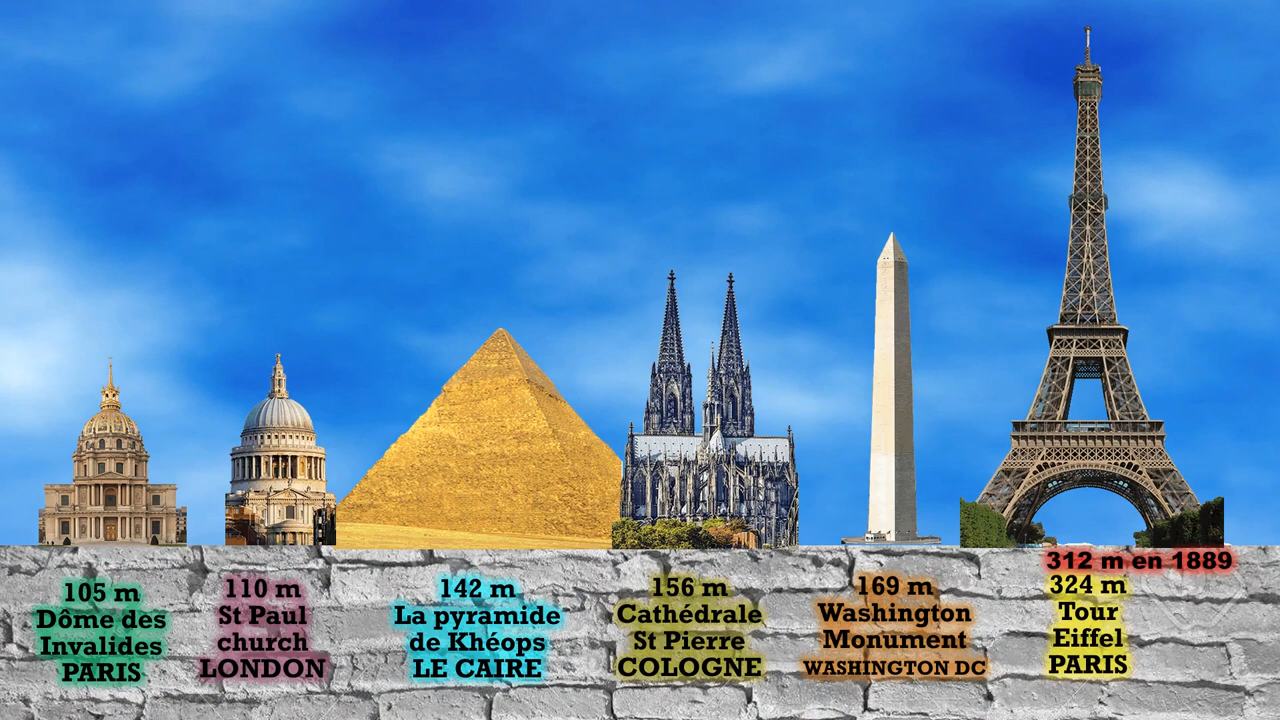 105 m
Dôme des
Invalides
PARIS
110 m
St Paul
church
LONDON
142 m
La pyramide
de Khéops
LE CAIRE
156 m
Cathédrale
St Pierre
COLOGNE
169 m
Washington
Monument
WASHINGTON DC
312 m en 1889
324 m
Tour
Eiffel
PARIS